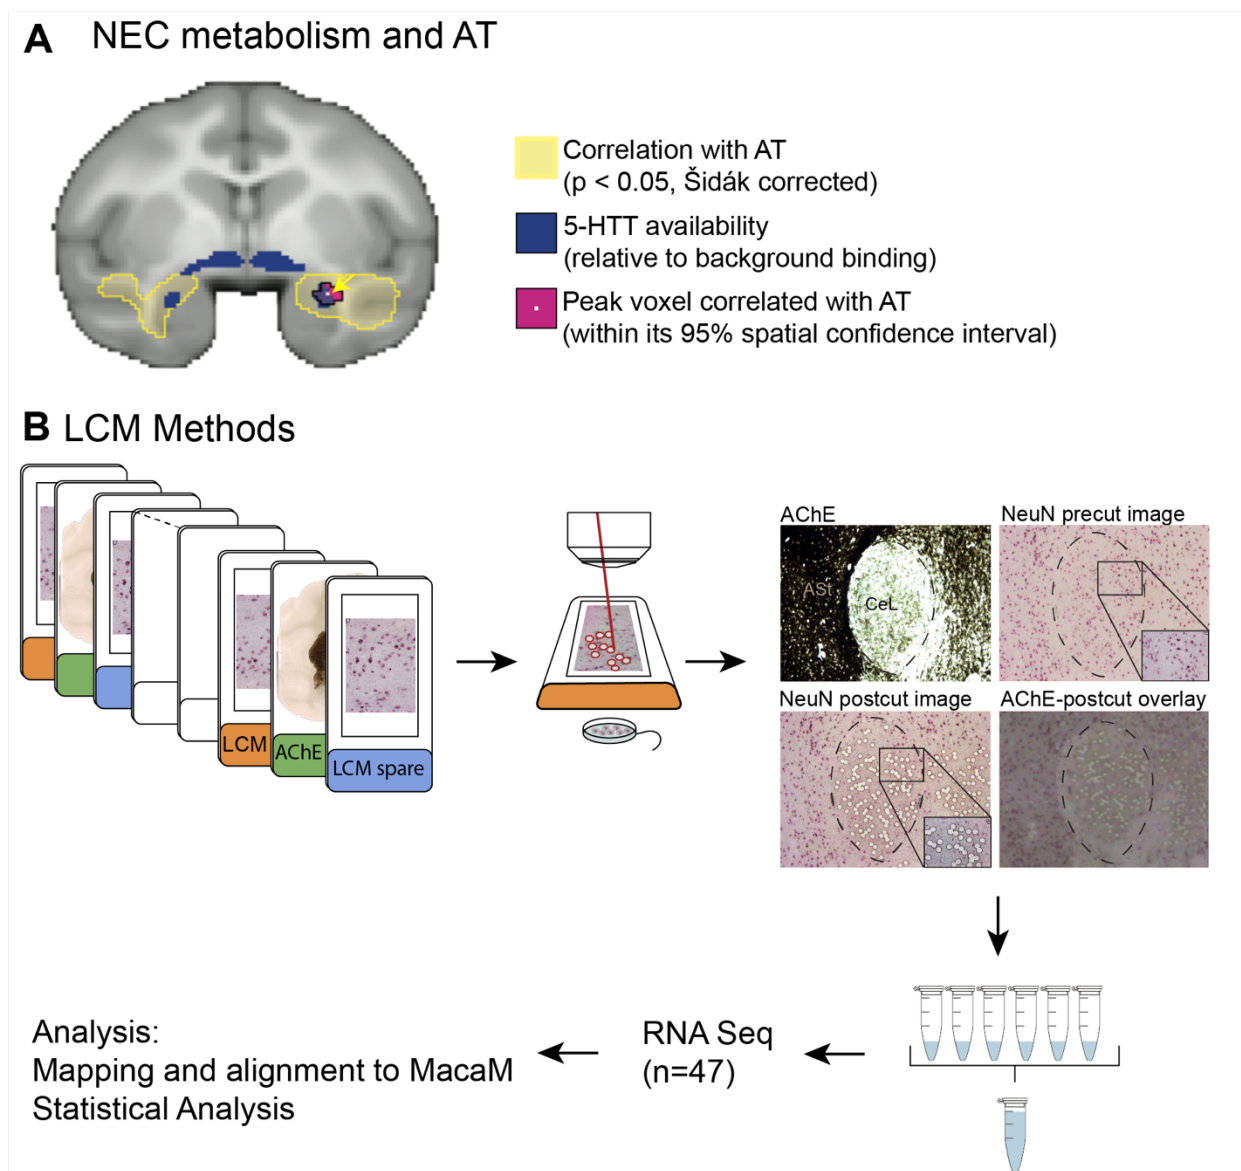 A NEC metabolism and AT
Correlation with AT
(p < 0.05, Šidák corrected)
5-HTT availability
(relative to background binding)
Peak voxel correlated with AT
(within its 95% spatial confidence interval)
B LCM Methods
LCM
AChE
LCM spare
AChE
ASt
CeL
NeuN precut image
NeuN postcut image
AChE-postcut overlay
RNA Seq
(n=47)
Analysis:
Mapping and alignment to MacaM
Statistical Analysis